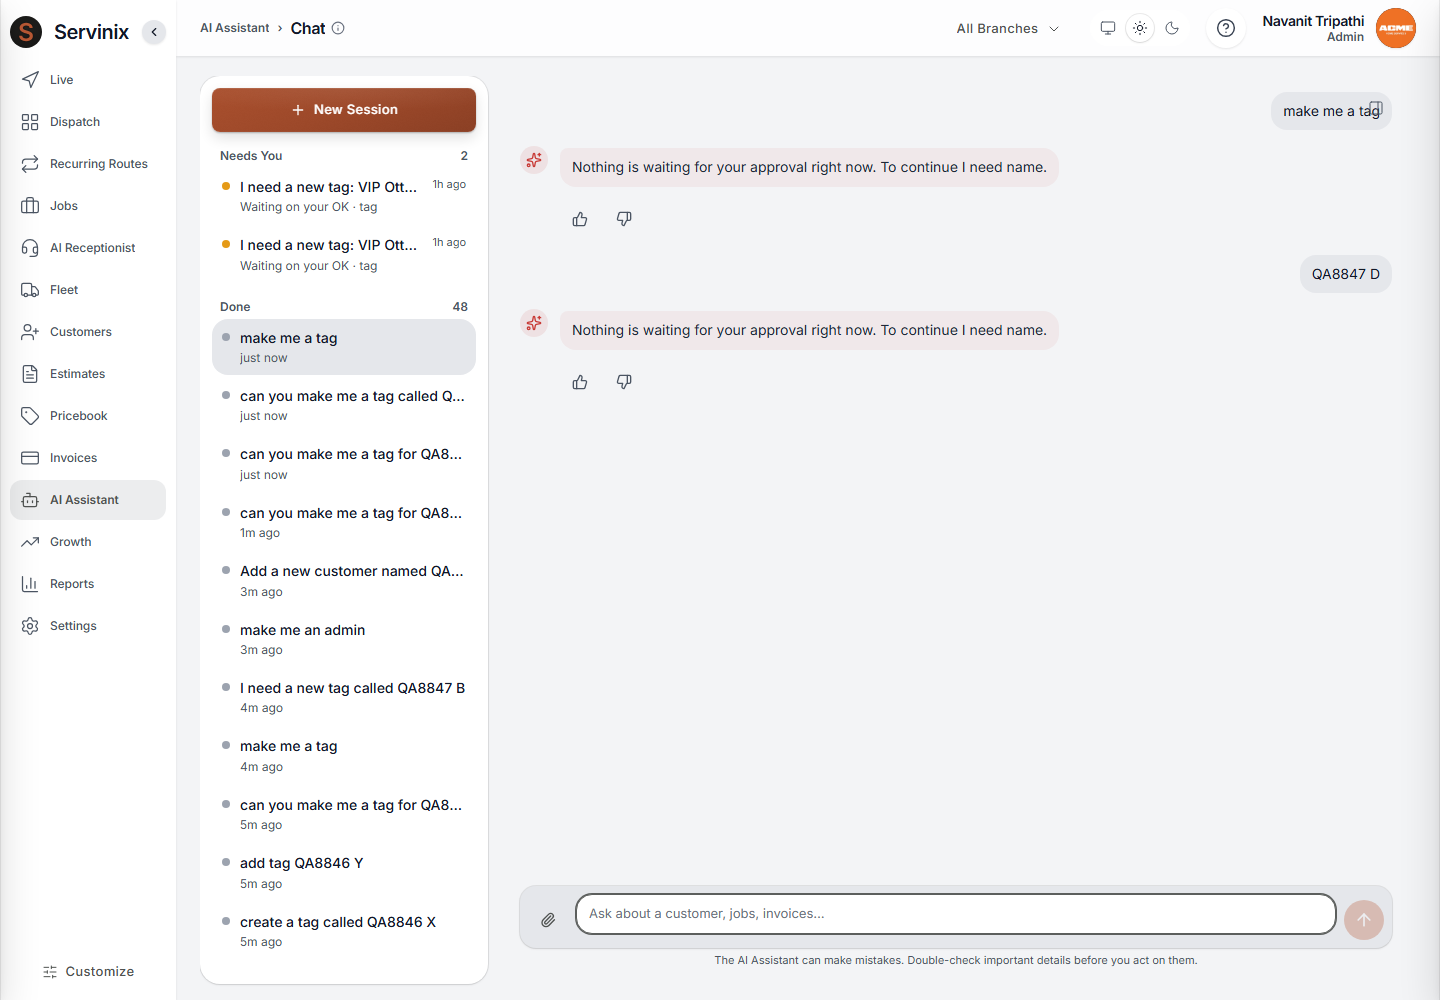 Servinix
Live
Dispatch
Recurring Routes
Jobs
AI Receptionist
Fleet
Customers
Estimates
Pricebook
Invoices
AI Assistant
Growth
Reports
Settings
Customize
AI Assistant › Chat
All Branches
Navanit Tripathi
Admin
ACME
+ New Session
Needs You 2
I need a new tag: VIP Ott... 1h ago
Waiting on your OK · tag
I need a new tag: VIP Ott... 1h ago
Waiting on your OK · tag
Done 48
make me a tag
just now
can you make me a tag called Q...
just now
can you make me a tag for QA8...
just now
can you make me a tag for QA8...
1m ago
Add a new customer named QA...
3m ago
make me an admin
3m ago
I need a new tag called QA8847 B
4m ago
make me a tag
4m ago
can you make me a tag for QA8...
5m ago
add tag QA8846 Y
5m ago
create a tag called QA8846 X
5m ago
make me a tag
Nothing is waiting for your approval right now. To continue I need name.
QA8847 D
Nothing is waiting for your approval right now. To continue I need name.
Ask about a customer, jobs, invoices...
The AI Assistant can make mistakes. Double-check important details before you act on them.